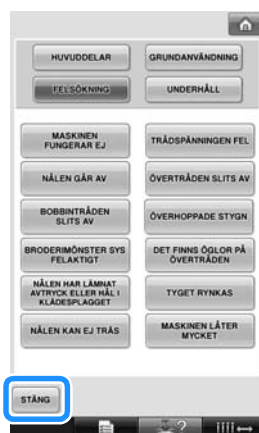 HUVUDDELAR
GRUNDANVÄNDNING
FELSÖKNING
UNDERHÅLL
MASKINEN
FUNGERAR EJ
TRÅDSPÄNNINGEN FEL
NÅLEN GÅR AV
ÖVERTRÅDEN SLITS AV
BOBBINTRÅDEN
SLITS AV
ÖVERHOPPADE STYGN
BRODERIMÖNSTER SYS
FELAKTIGT
DET FINNS ÖGLOR PÅ
ÖVERTRÅDEN
NÅLEN HAR LÄMNAT
AVTRYCK ELLER HÅL I
KLÄDESPLAGGET
TYGET RYNKAS
NÅLEN KAN EJ TRÄS
MASKINEN LÅTER
MYCKET
STÄNG
?